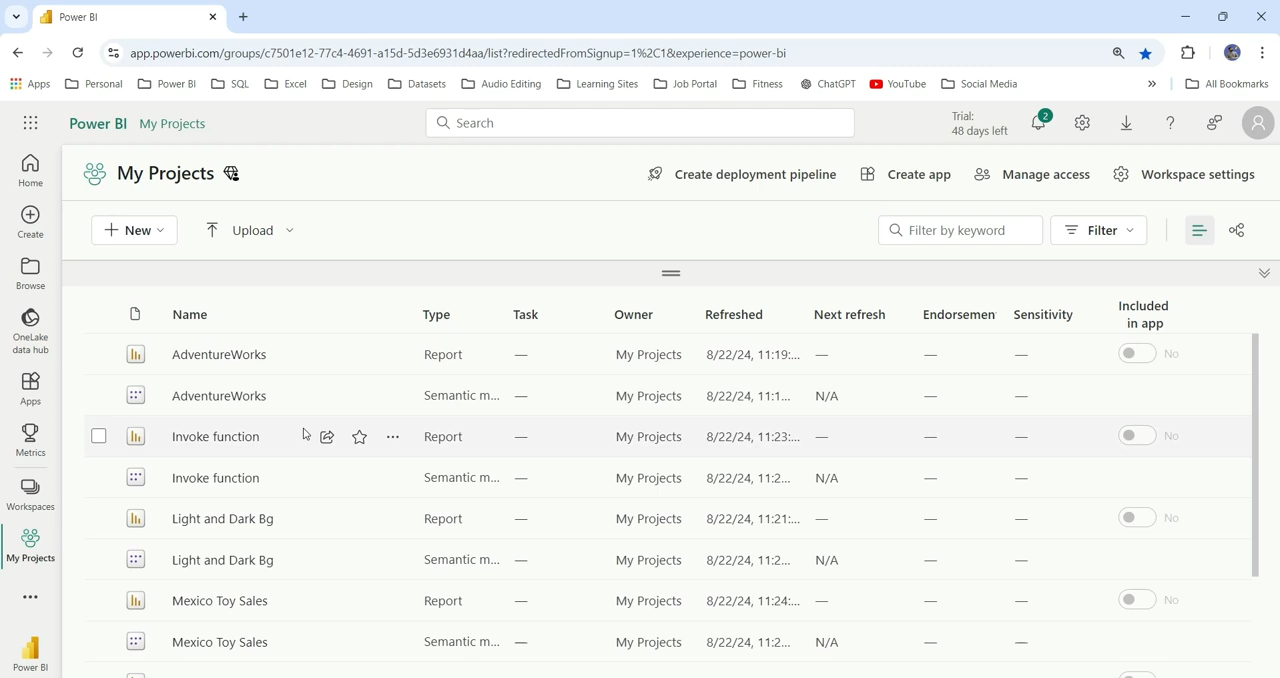 Power BI
app.powerbi.com/groups/c7501e12-77c4-4691-a15d-5d3e6931d4aa/list?redirectedFromSignup=1%2C1&experience=power-bi
Apps Personal Power BI SQL Excel Design Datasets Audio Editing Learning Sites Job Portal Fitness ChatGPT YouTube Social Media » All Bookmarks
Power BI My Projects Search Trial: 48 days left 2
My Projects Create deployment pipeline Create app Manage access Workspace settings
New Upload Filter by keyword Filter
Name Type Task Owner Refreshed Next refresh Endorsemen Sensitivity Included in app
AdventureWorks Report — My Projects 8/22/24, 11:19:... — — — No
AdventureWorks Semantic m... — My Projects 8/22/24, 11:1... N/A — —
Invoke function ... Report — My Projects 8/22/24, 11:23:... — — — No
Invoke function Semantic m... — My Projects 8/22/24, 11:2... N/A — —
Light and Dark Bg Report — My Projects 8/22/24, 11:21:... — — — No
Light and Dark Bg Semantic m... — My Projects 8/22/24, 11:2... N/A — —
Mexico Toy Sales Report — My Projects 8/22/24, 11:24:... — — — No
Mexico Toy Sales Semantic m... — My Projects 8/22/24, 11:2... N/A — —
Home
Create
Browse
OneLake
data hub
Apps
Metrics
Workspaces
My Projects
...
Power BI